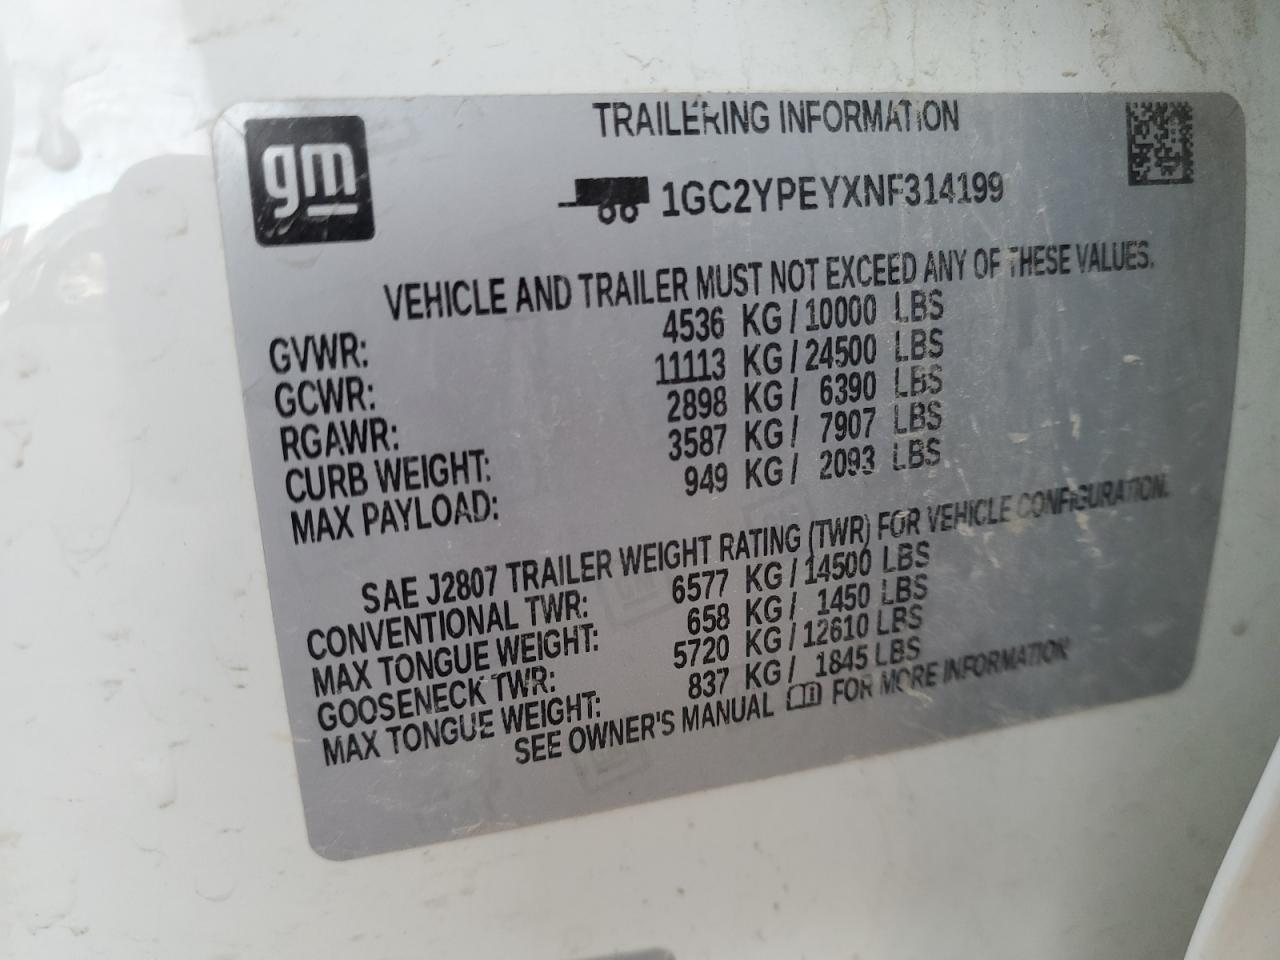 gm
TRAILERING INFORMATION
1GC2YPEYXNF314199
VEHICLE AND TRAILER MUST NOT EXCEED ANY OF THESE VALUES.
GVWR: 4536 KG / 10000 LBS
GCWR: 11113 KG / 24500 LBS
RGAWR: 2898 KG / 6390 LBS
CURB WEIGHT: 3587 KG / 7907 LBS
MAX PAYLOAD: 949 KG / 2093 LBS
SAE J2807 TRAILER WEIGHT RATING (TWR) FOR VEHICLE CONFIGURATION.
CONVENTIONAL TWR: 6577 KG / 14500 LBS
MAX TONGUE WEIGHT: 658 KG / 1450 LBS
GOOSENECK TWR: 5720 KG / 12610 LBS
MAX TONGUE WEIGHT: 837 KG / 1845 LBS
SEE OWNER'S MANUAL FOR MORE INFORMATION